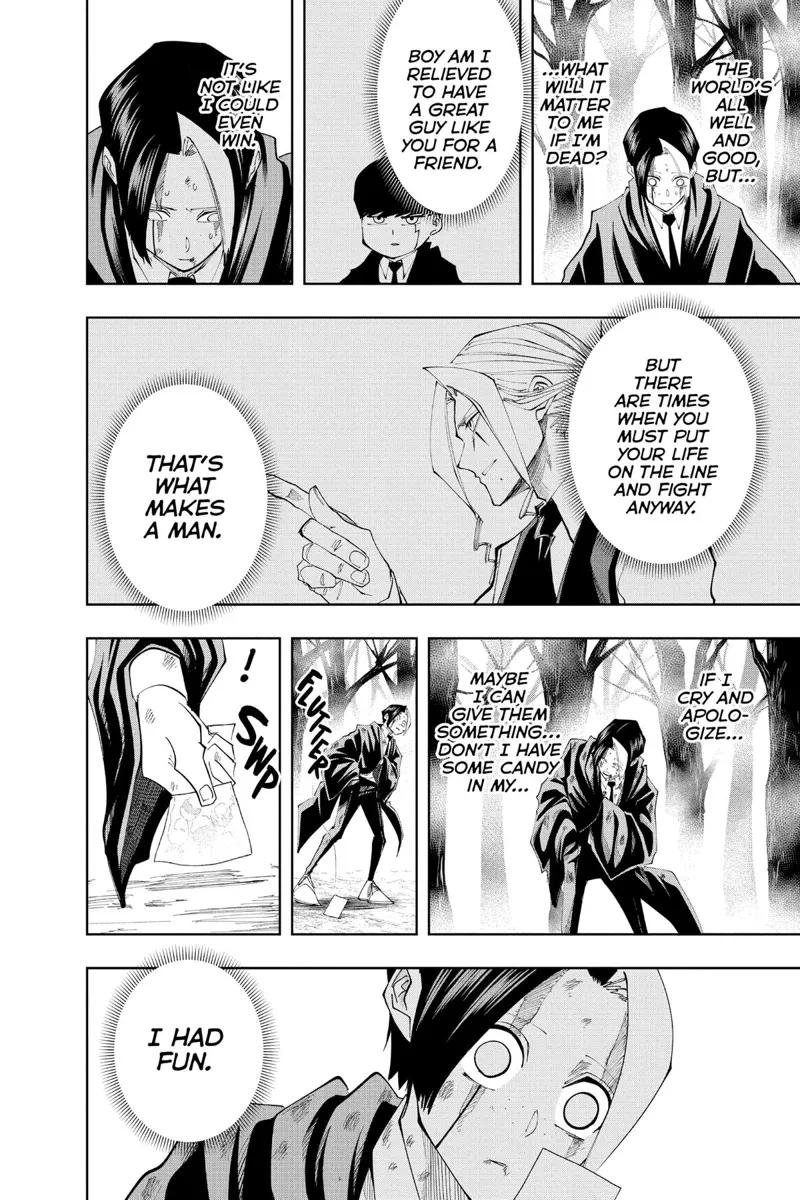 THE
WORLD'S
ALL
WELL
AND
GOOD,
BUT...
...WHAT
WILL IT
MATTER
TO ME
IF I'M
DEAD?
BOY AM I
RELIEVED
TO HAVE
A GREAT
GUY LIKE
YOU FOR A
FRIEND.
IT'S
NOT LIKE
I COULD
EVEN
WIN.
BUT
THERE
ARE TIMES
WHEN YOU
MUST PUT
YOUR LIFE
ON THE LINE
AND FIGHT
ANYWAY.
THAT'S
WHAT
MAKES
A MAN.
IF I
CRY AND
APOLO-
GIZE...
MAYBE
I CAN
GIVE THEM
SOMETHING...
DON'T I HAVE
SOME CANDY
IN MY...
FLUTTER
!
SWP
I HAD
FUN.